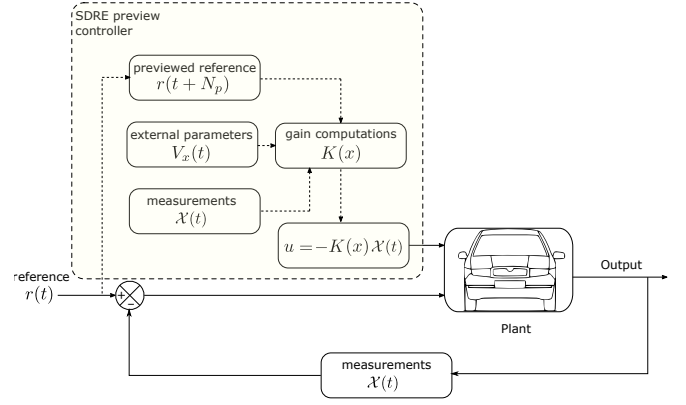 SDRE preview
controller
previewed reference
r(t + N_p)
external parameters
V_x(t)
gain computations
K(x)
measurements
𝒳(t)
u = −K(x) 𝒳(t)
reference
r(t)
+
−
Output
Plant
measurements
𝒳(t)